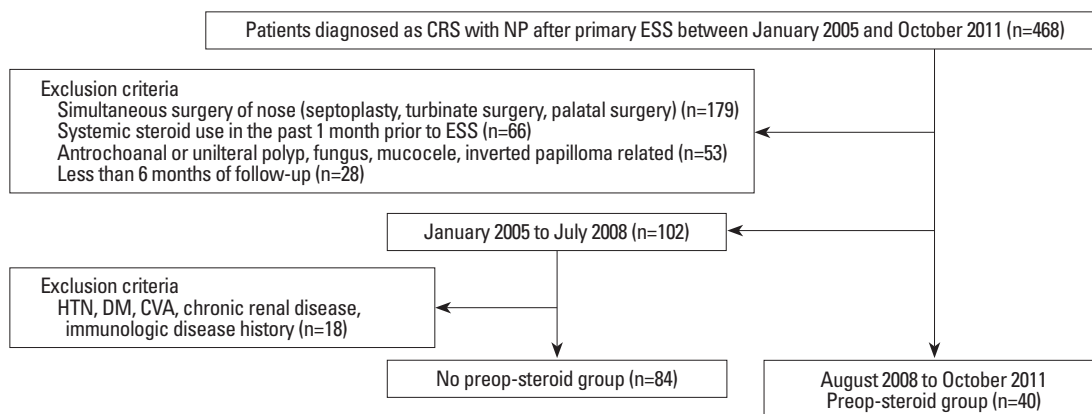 Patients diagnosed as CRS with NP after primary ESS between January 2005 and October 2011 (n=468)
Exclusion criteria
Simultaneous surgery of nose (septoplasty, turbinate surgery, palatal surgery) (n=179)
Systemic steroid use in the past 1 month prior to ESS (n=66)
Antrochoanal or unilteral polyp, fungus, mucocele, inverted papilloma related (n=53)
Less than 6 months of follow-up (n=28)
January 2005 to July 2008 (n=102)
Exclusion criteria
HTN, DM, CVA, chronic renal disease,
immunologic disease history (n=18)
No preop-steroid group (n=84)
August 2008 to October 2011
Preop-steroid group (n=40)